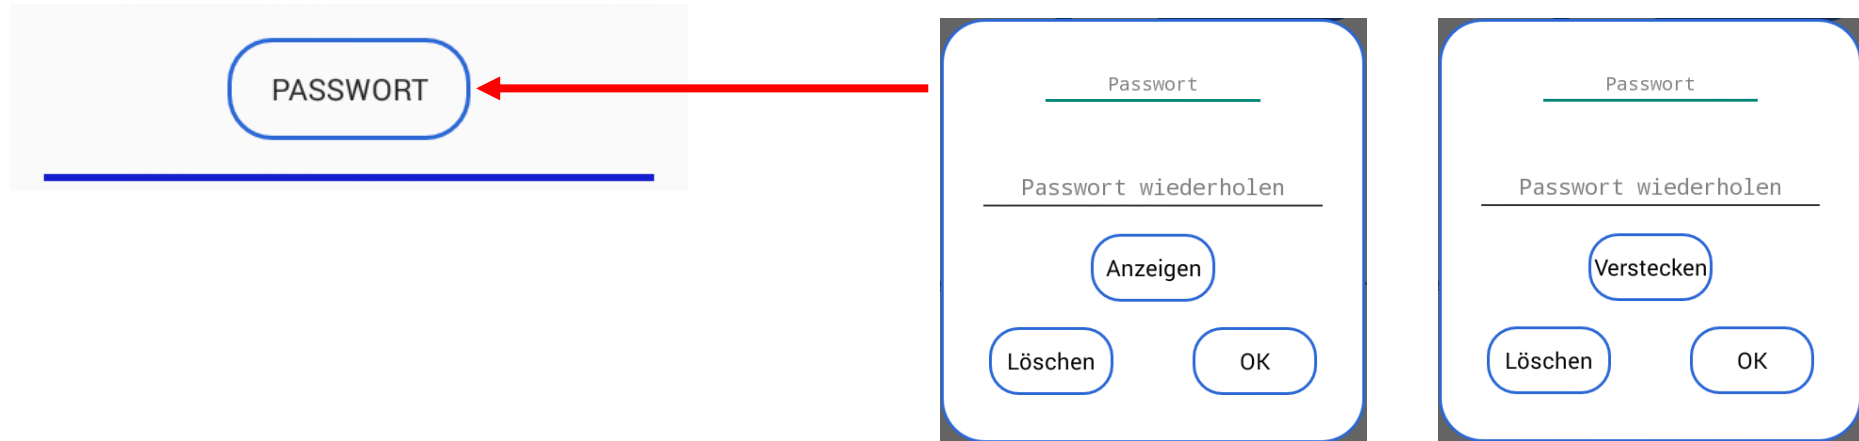 PASSWORT
Passwort
Passwort wiederholen
Anzeigen
Löschen
OK
Passwort
Passwort wiederholen
Verstecken
Löschen
OK